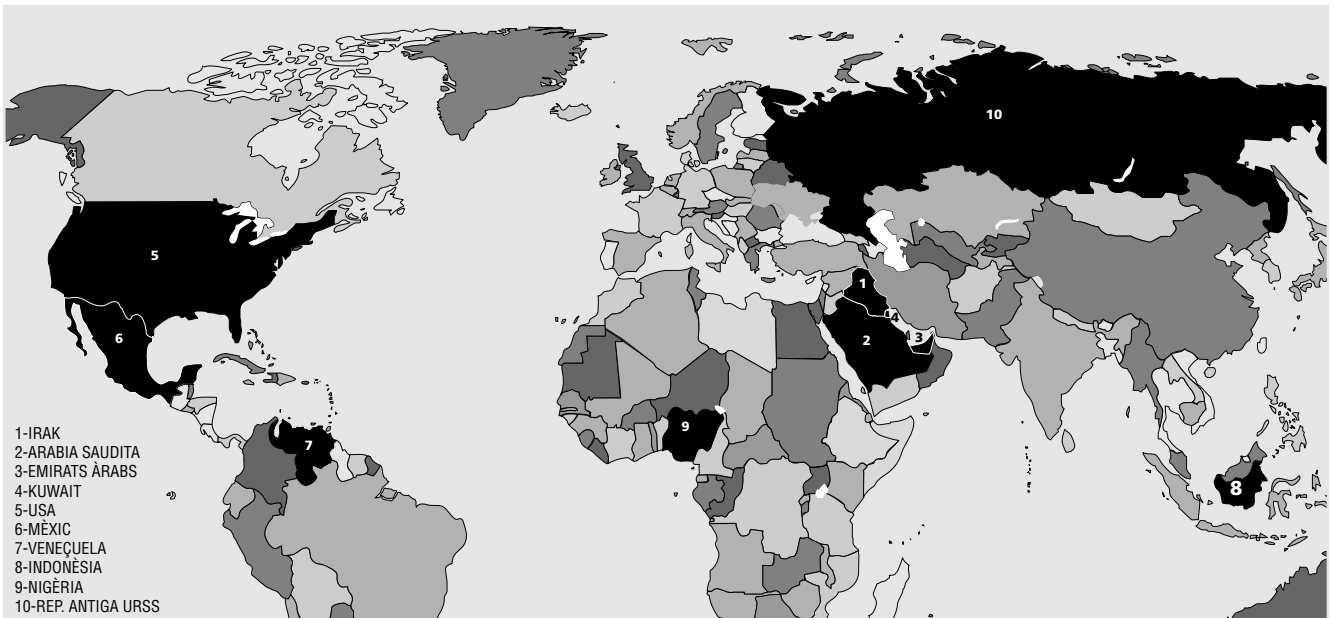 10
5
1
4
6
2
3
9
7
8
1-IRAK
2-ARABIA SAUDITA
3-EMIRATS ÀRABS
4-KUWAIT
5-USA
6-MÈXIC
7-VENEÇUELA
8-INDONÈSIA
9-NIGÈRIA
10-REP. ANTIGA URSS